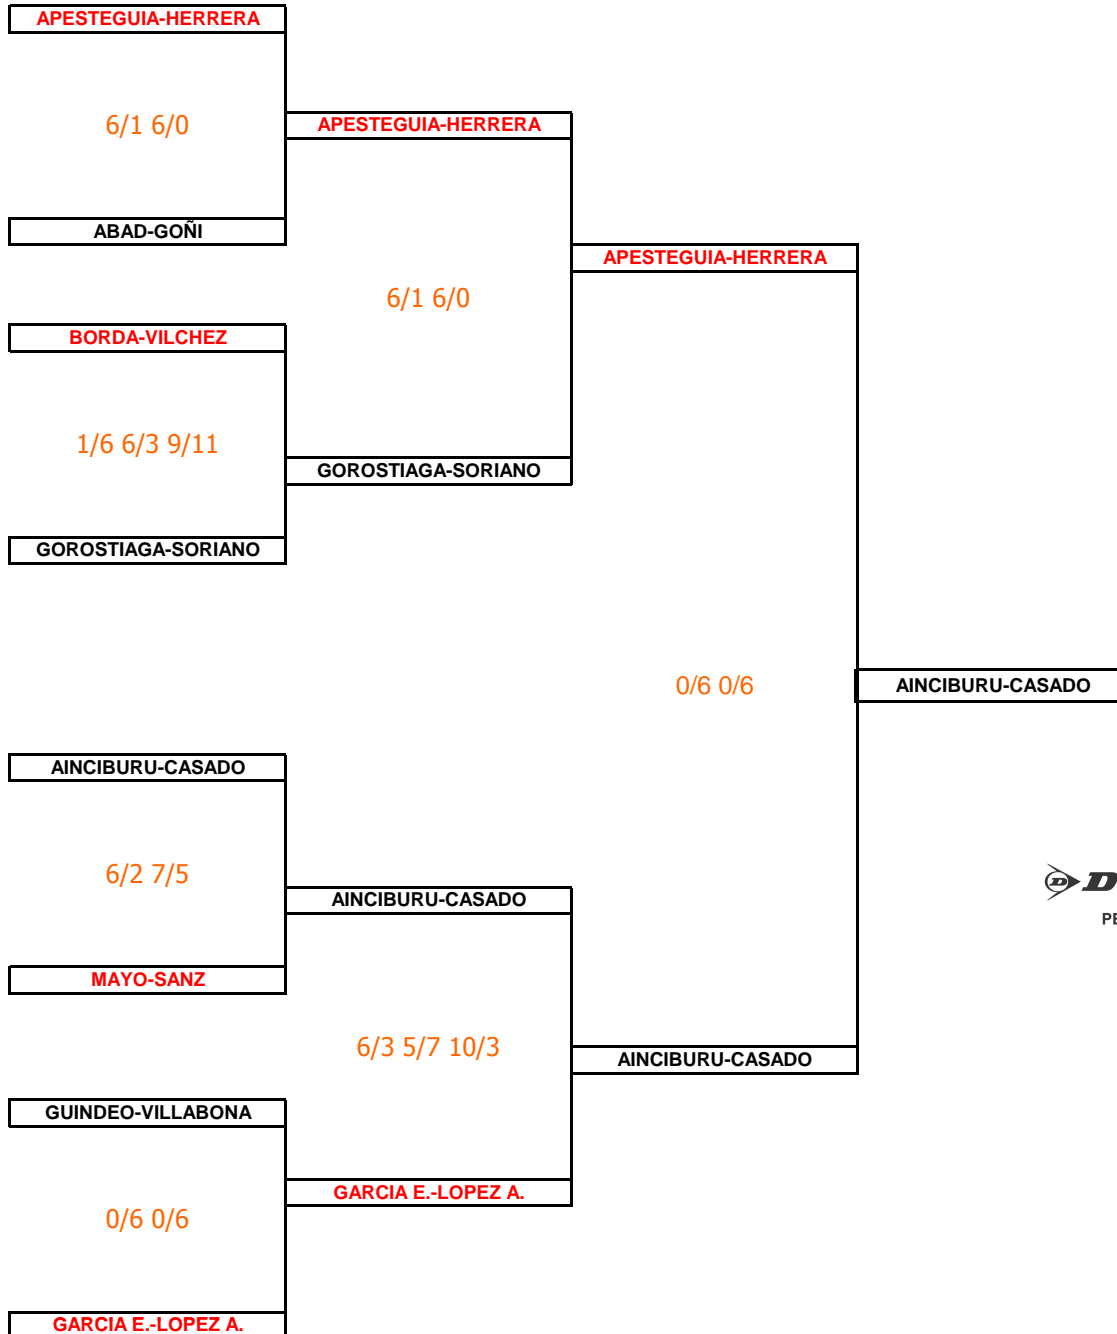 APESTEGUIA-HERRERA
6/1 6/0
APESTEGUIA-HERRERA
ABAD-GOÑI
APESTEGUIA-HERRERA
6/1 6/0
BORDA-VILCHEZ
1/6 6/3 9/11
GOROSTIAGA-SORIANO
GOROSTIAGA-SORIANO
0/6 0/6
AINCIBURU-CASADO
AINCIBURU-CASADO
6/2 7/5
AINCIBURU-CASADO
MAYO-SANZ
6/3 5/7 10/3
AINCIBURU-CASADO
GUINDEO-VILLABONA
GARCIA E.-LOPEZ A.
0/6 0/6
GARCIA E.-LOPEZ A.